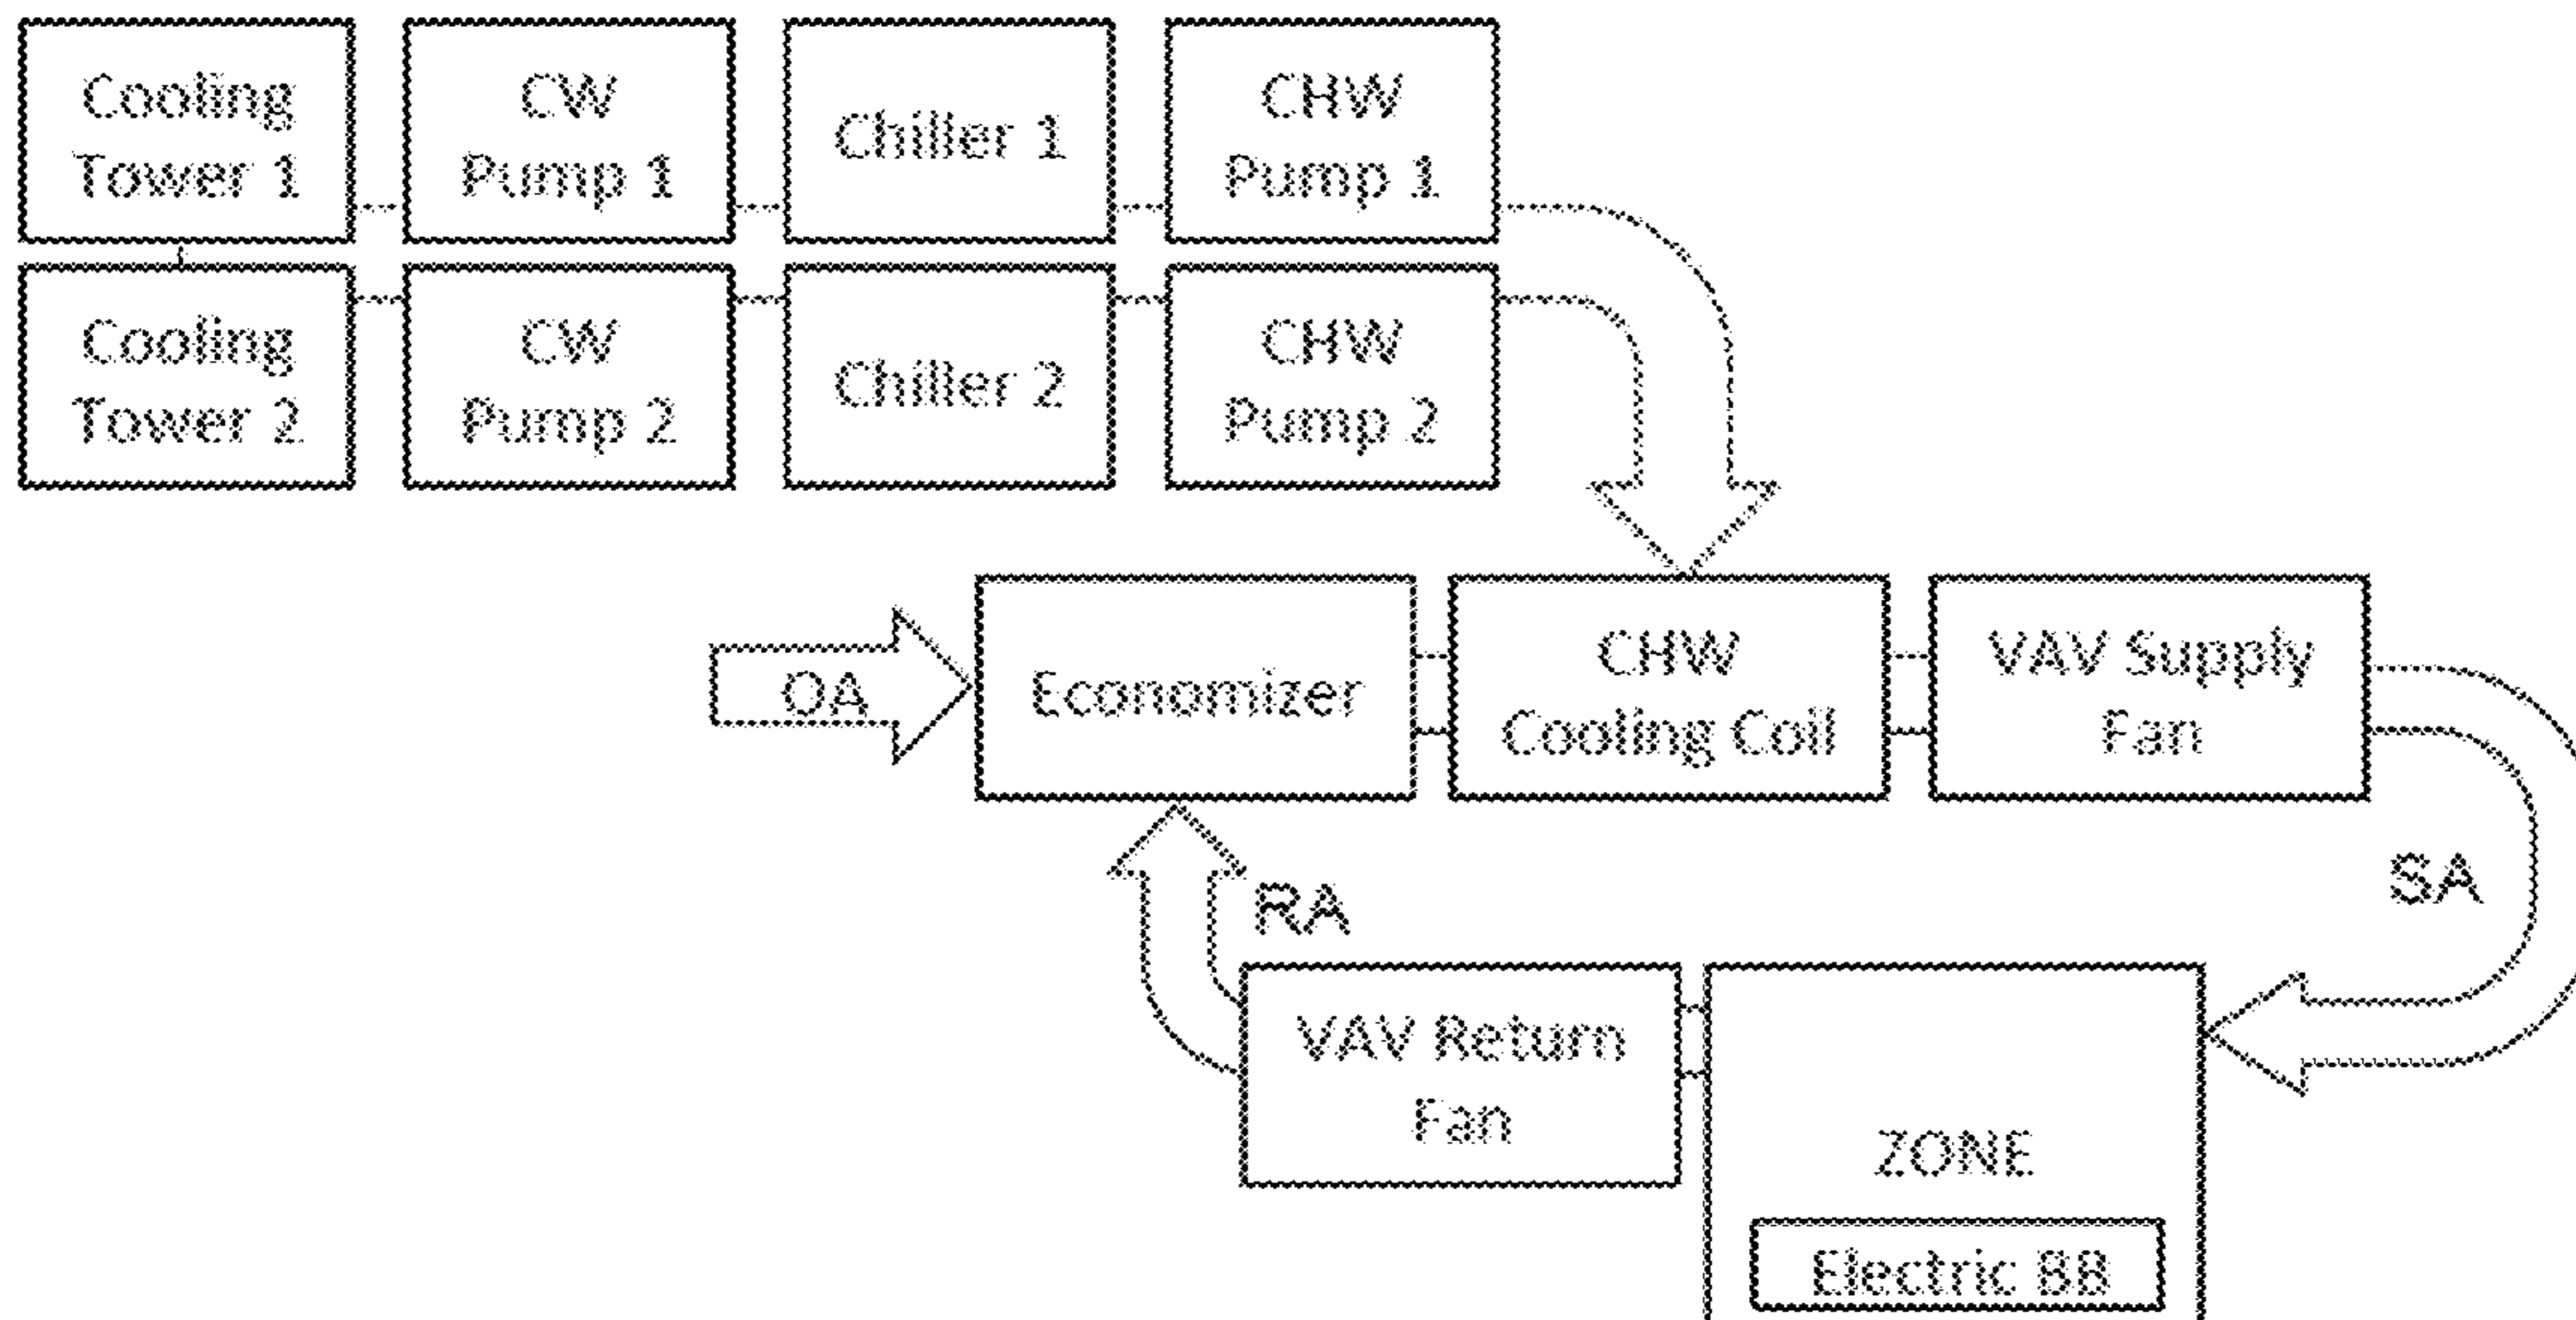 Cooling
Tower 1
CW
Pump 1
Chiller 1
CHW
Pump 1
Cooling
Tower 2
CW
Pump 2
Chiller 2
CHW
Pump 2
OA
Economizer
CHW
Cooling Coil
VAV Supply
Fan
RA
SA
VAV Return
Fan
ZONE
Electric BB